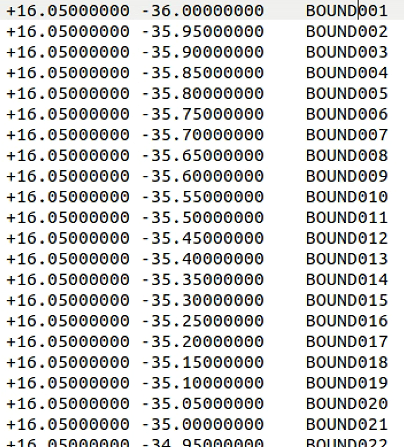 +16.05000000 -36.00000000     BOUND001
+16.05000000 -35.95000000     BOUND002
+16.05000000 -35.90000000     BOUND003
+16.05000000 -35.85000000     BOUND004
+16.05000000 -35.80000000     BOUND005
+16.05000000 -35.75000000     BOUND006
+16.05000000 -35.70000000     BOUND007
+16.05000000 -35.65000000     BOUND008
+16.05000000 -35.60000000     BOUND009
+16.05000000 -35.55000000     BOUND010
+16.05000000 -35.50000000     BOUND011
+16.05000000 -35.45000000     BOUND012
+16.05000000 -35.40000000     BOUND013
+16.05000000 -35.35000000     BOUND014
+16.05000000 -35.30000000     BOUND015
+16.05000000 -35.25000000     BOUND016
+16.05000000 -35.20000000     BOUND017
+16.05000000 -35.15000000     BOUND018
+16.05000000 -35.10000000     BOUND019
+16.05000000 -35.05000000     BOUND020
+16.05000000 -35.00000000     BOUND021
+16.05000000 -34.95000000     BOUND022